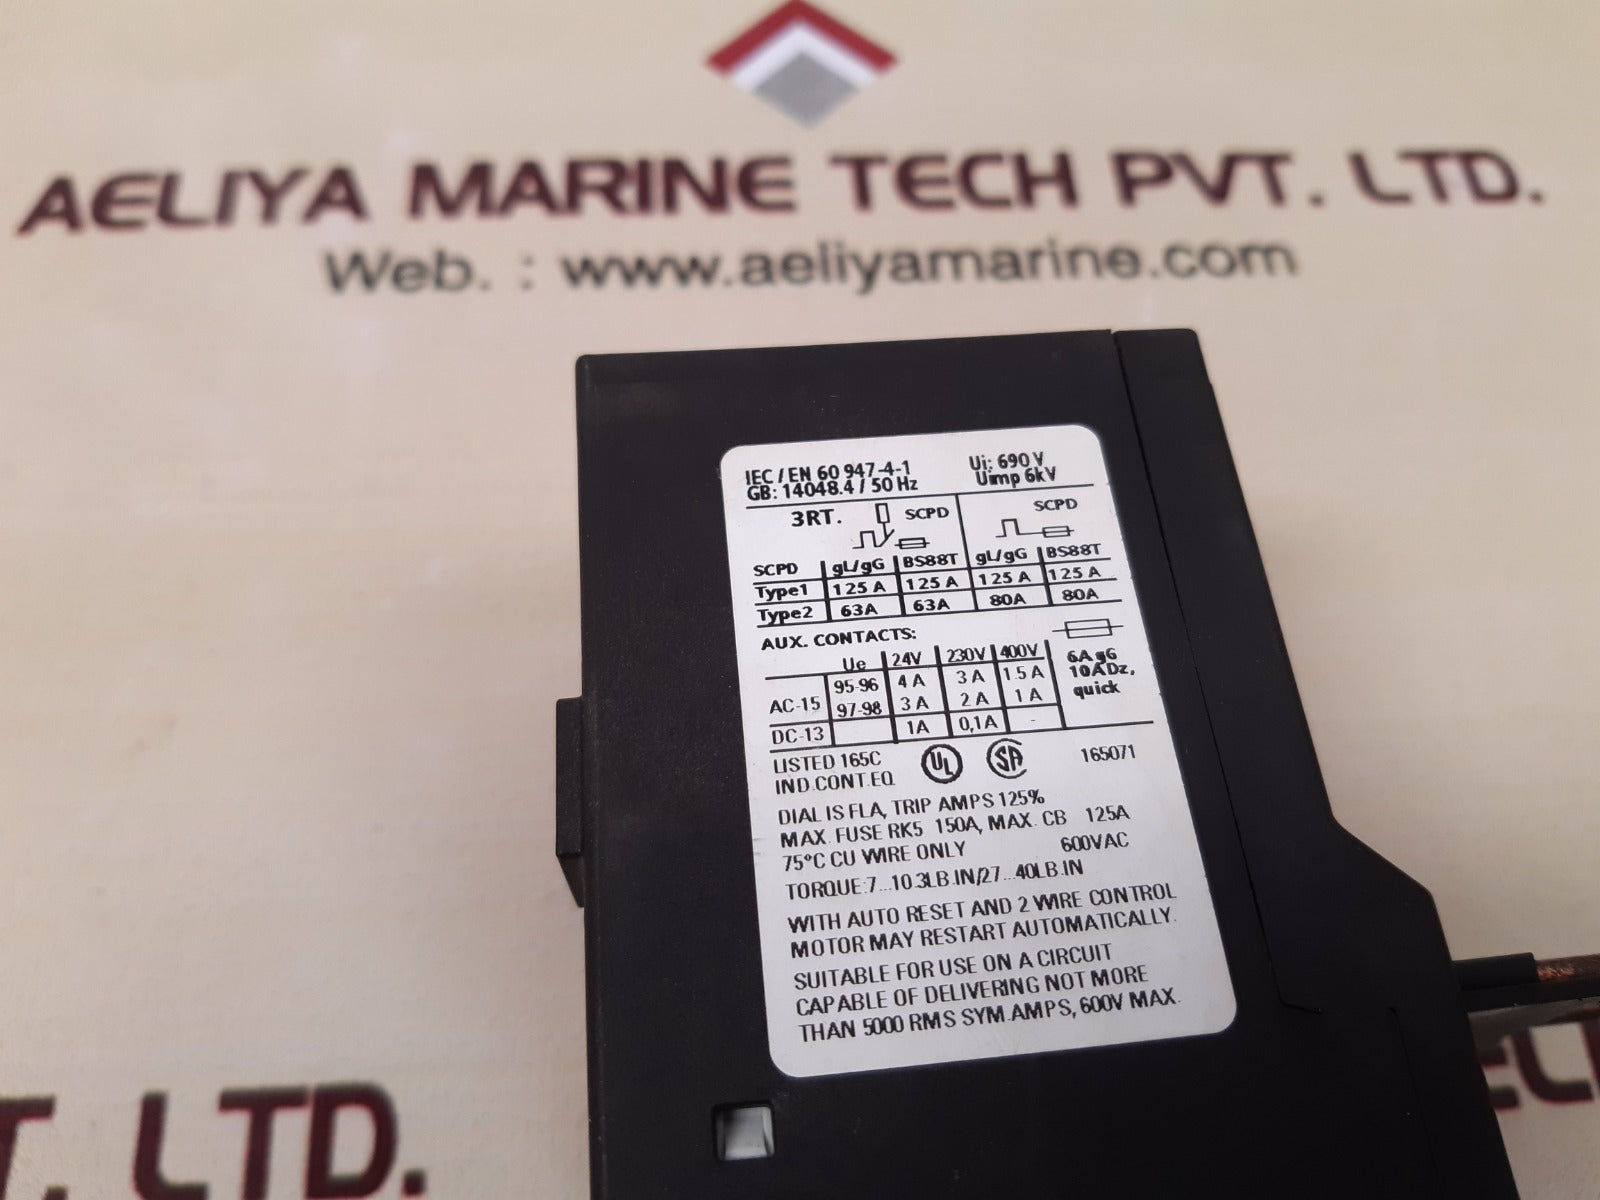 AELIYA MARINE TECH PVT. LTD.
Web. : www.aeliyamarine.com
IEC/EN 60 947-4-1 Ui: 690 V
GB: 14048.4 / 50 Hz Uimp 6kV
3RT. SCPD SCPD
SCPD gL/gG BS88T gL/gG BS88T
Type1 125 A 125 A 125 A 125 A
Type2 63A 63A 80A 80A
AUX. CONTACTS:
Ue 24V 230V 400V 6A gG
AC-15 95-96 4 A 3 A 1.5 A 10ADz,
97-98 3 A 2 A 1 A quick
DC-13 1A 0,1A -
LISTED 165C UL SA 165071
IND.CONT.EQ.
DIAL IS FLA, TRIP AMPS 125%
MAX. FUSE RK5 150A, MAX. CB 125A
75°C CU WIRE ONLY 600VAC
TORQUE:7...10.3LB.IN/27...40LB.IN
WITH AUTO RESET AND 2 WIRE CONTROL
MOTOR MAY RESTART AUTOMATICALLY.
SUITABLE FOR USE ON A CIRCUIT
CAPABLE OF DELIVERING NOT MORE
THAN 5000 RMS SYM.AMPS, 600V MAX.
T. LTD.